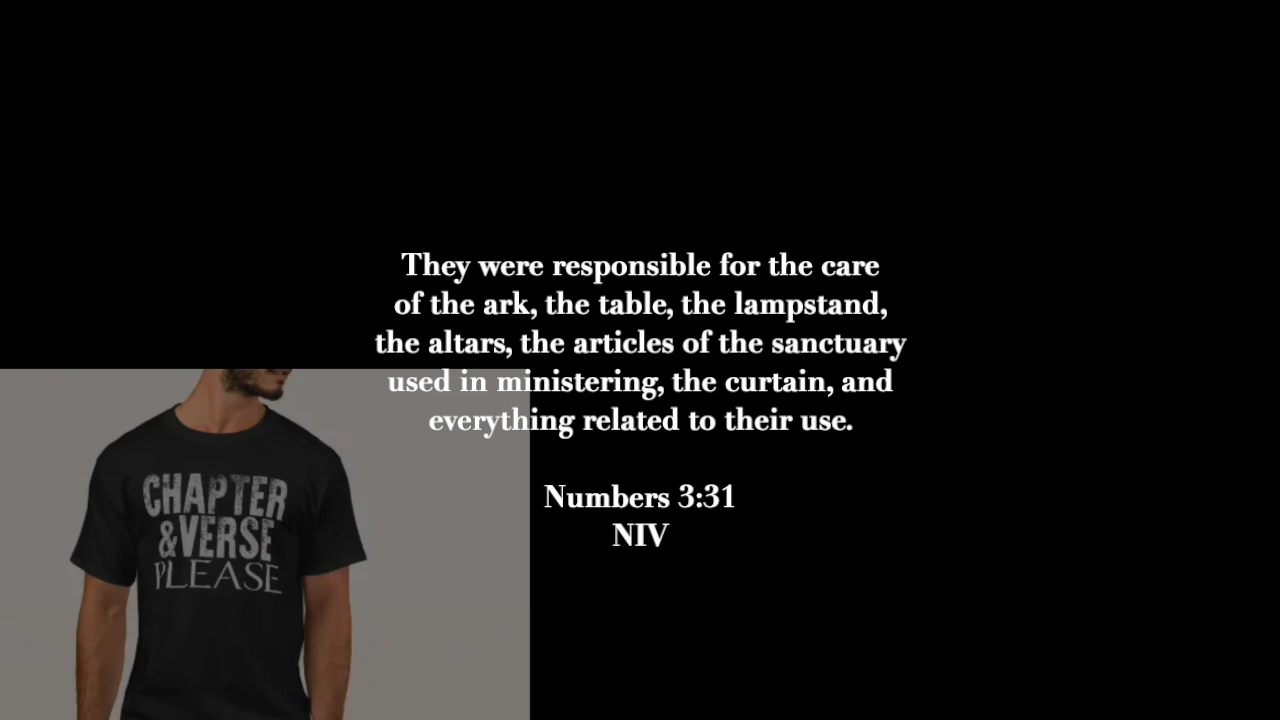 They were responsible for the care
of the ark, the table, the lampstand,
the altars, the articles of the sanctuary
used in ministering, the curtain, and
everything related to their use.
Numbers 3:31
NIV
CHAPTER
&VERSE
PLEASE